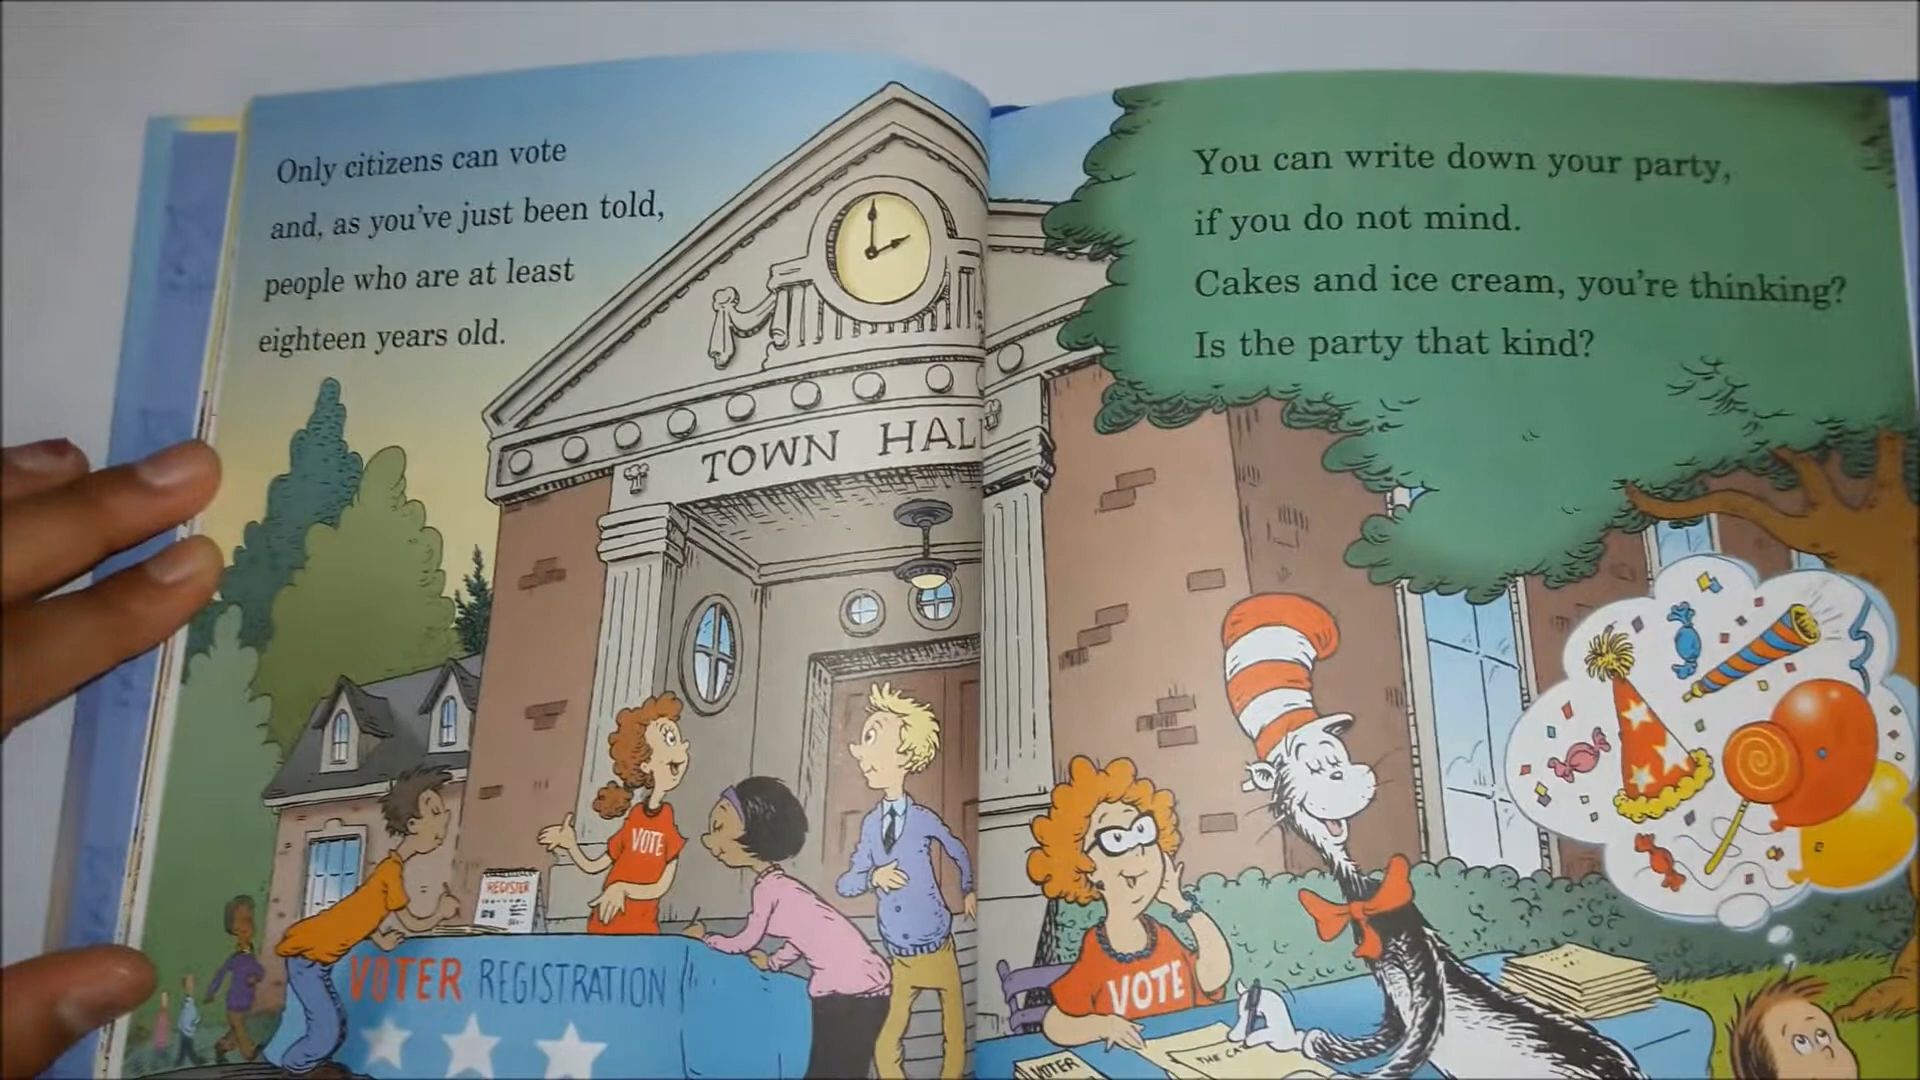 Only citizens can vote
and, as you've just been told,
people who are at least
eighteen years old.
TOWN HAL
VOTE
REGISTER
VOTER REGISTRATION
You can write down your party,
if you do not mind.
Cakes and ice cream, you're thinking?
Is the party that kind?
VOTE
THE CA
VOTER